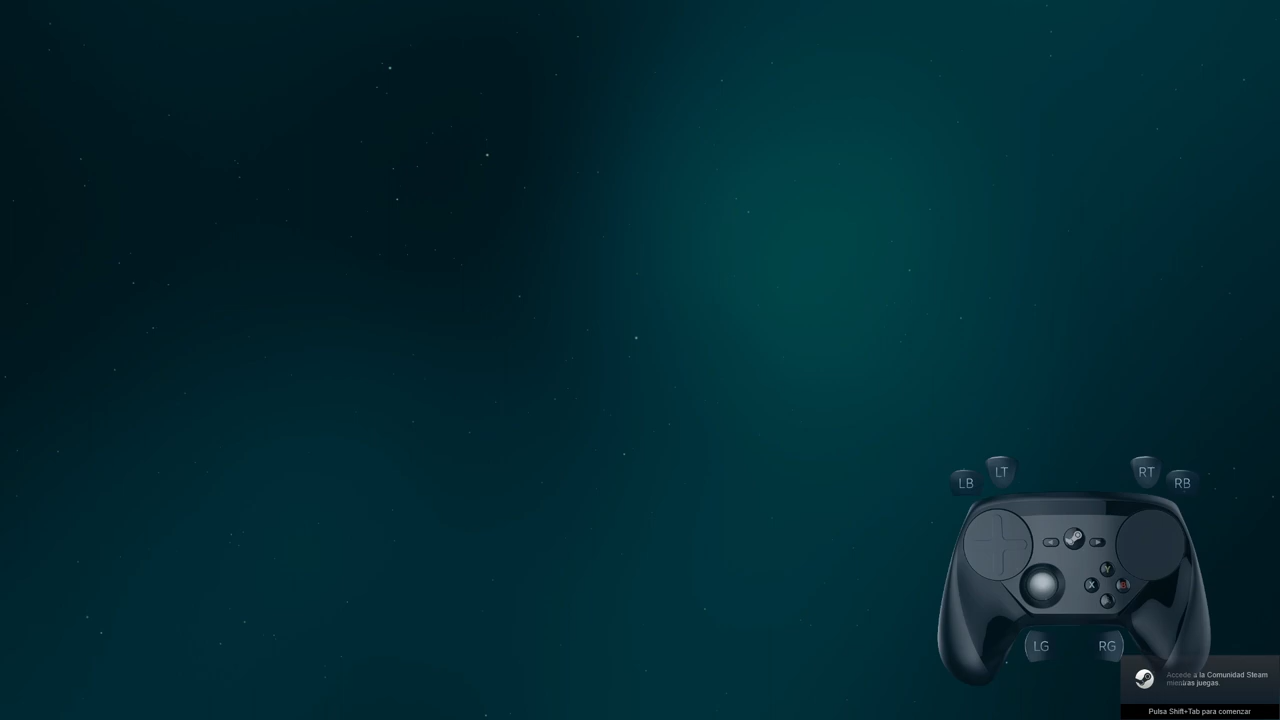 LT
RT
LB
RB
Y
X
LG
RG
Accede a la Comunidad Steam
mientras juegas.
Pulsa Shift+Tab para comenzar